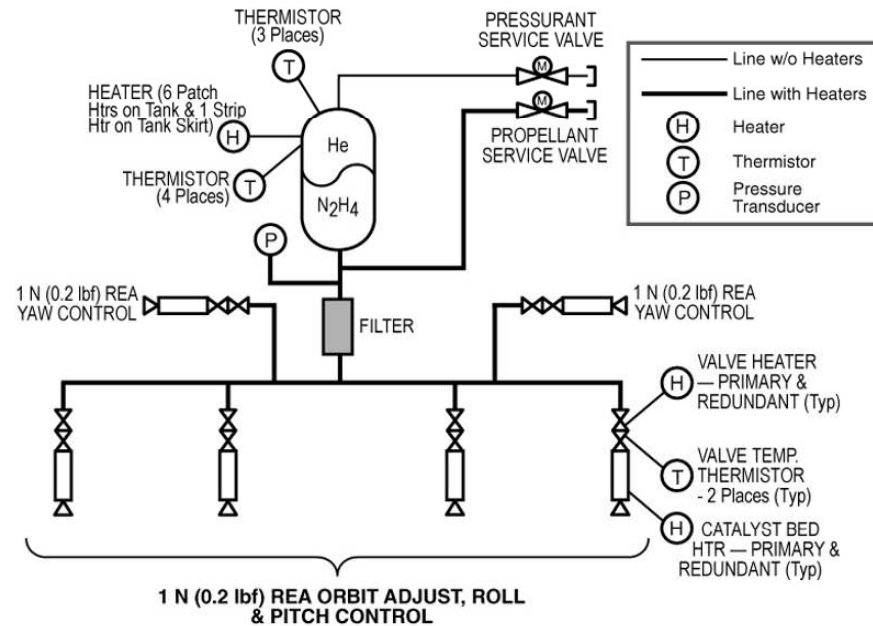 THERMISTOR
(3 Places)
T
PRESSURANT
SERVICE VALVE
M
HEATER (6 Patch
Htrs on Tank & 1 Strip
Htr on Tank Skirt)
H
He
M
PROPELLANT
SERVICE VALVE
THERMISTOR
(4 Places)
T
N2H4
P
Line w/o Heaters
Line with Heaters
H
Heater
T
Thermistor
P
Pressure
Transducer
1 N (0.2 lbf) REA
YAW CONTROL
FILTER
1 N (0.2 lbf) REA
YAW CONTROL
H
VALVE HEATER
— PRIMARY &
REDUNDANT (Typ)
T
VALVE TEMP.
THERMISTOR
- 2 Places (Typ)
H
CATALYST BED
HTR — PRIMARY &
REDUNDANT (Typ)
1 N (0.2 lbf) REA ORBIT ADJUST, ROLL
& PITCH CONTROL